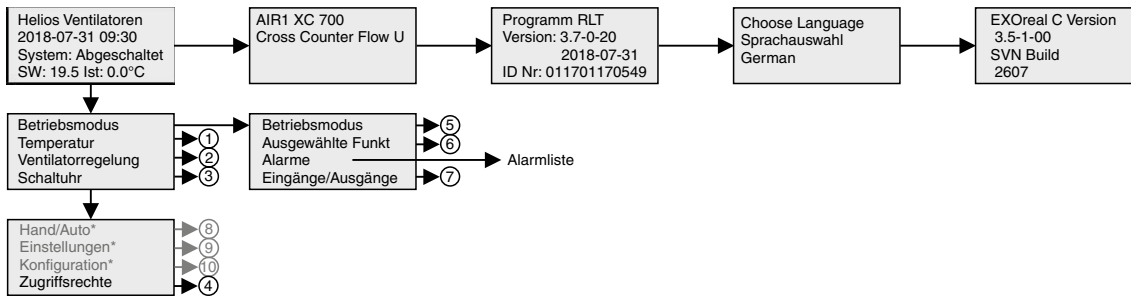 Helios Ventilatoren
2018-07-31 09:30
System: Abgeschaltet
SW: 19.5 Ist: 0.0°C
AIR1 XC 700
Cross Counter Flow U
Programm RLT
Version: 3.7-0-20
2018-07-31
ID Nr: 011701170549
Choose Language
Sprachauswahl
German
EXOreal C Version
3.5-1-00
SVN Build
2607
Betriebsmodus
Temperatur 1
Ventilatorregelung 2
Schaltuhr 3
Betriebsmodus 5
Ausgewählte Funkt 6
Alarme Alarmliste
Eingänge/Ausgänge 7
Hand/Auto* 8
Einstellungen* 9
Konfiguration* 10
Zugriffsrechte 4